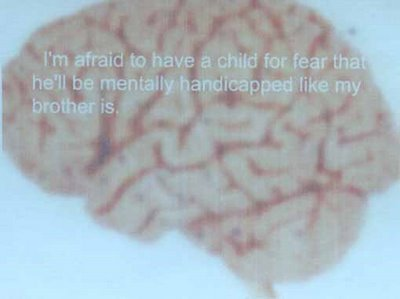 I'm afraid to have a child for fear that
he'll be mentally handicapped like my
brother is.